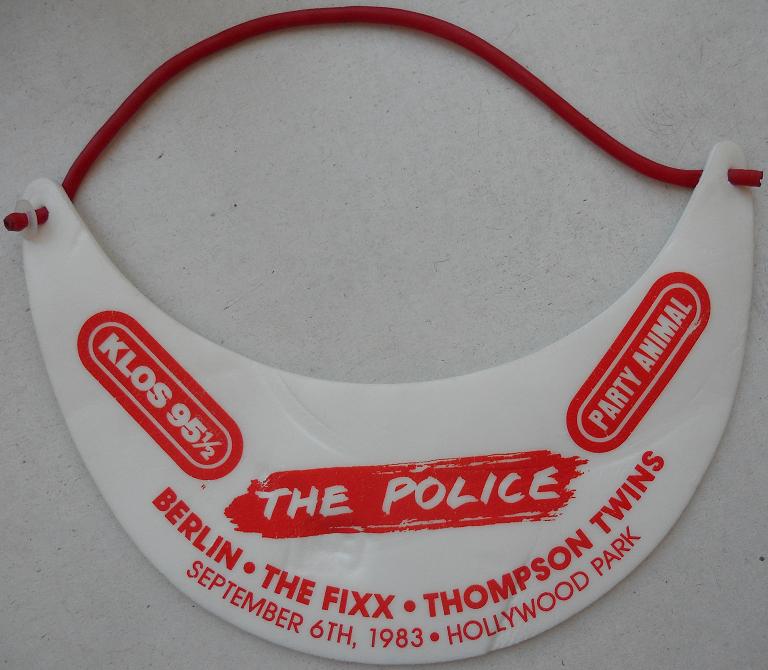 KLOS 95½
PARTY ANIMAL
THE POLICE
BERLIN • THE FIXX • THOMPSON TWINS
SEPTEMBER 6TH, 1983 • HOLLYWOOD PARK